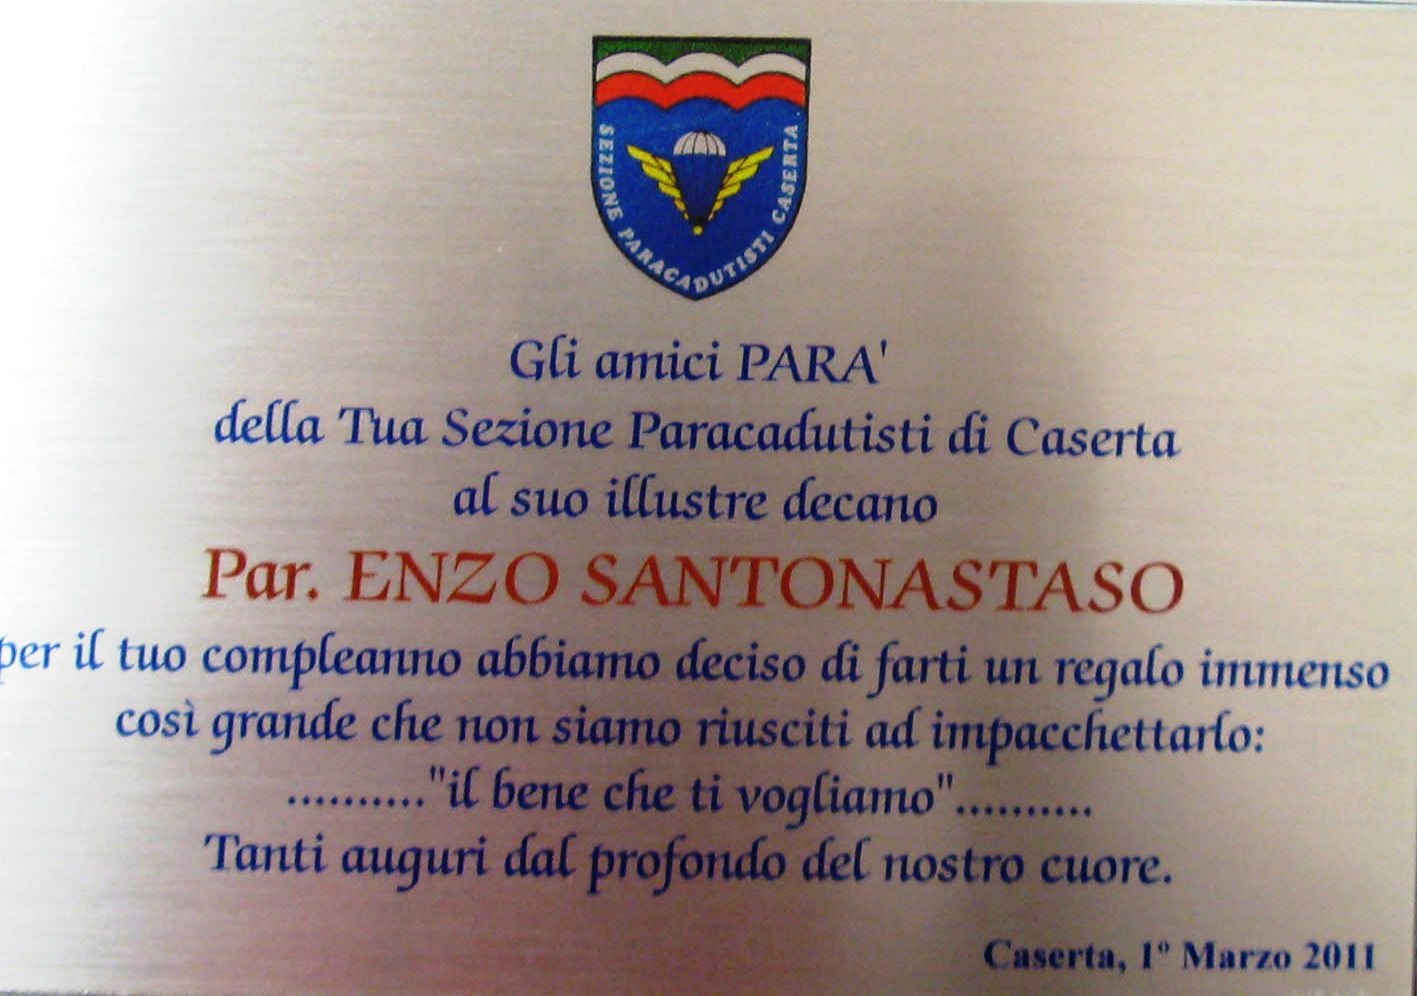 SEZIONE PARACADUTISTI CASERTA
Gli amici PARA'
della Tua Sezione Paracadutisti di Caserta
al suo illustre decano
Par. ENZO SANTONASTASO
per il tuo compleanno abbiamo deciso di farti un regalo immenso
così grande che non siamo riusciti ad impacchettarlo:
.........."il bene che ti vogliamo"..........
Tanti auguri dal profondo del nostro cuore.
Caserta, 1º Marzo 2011